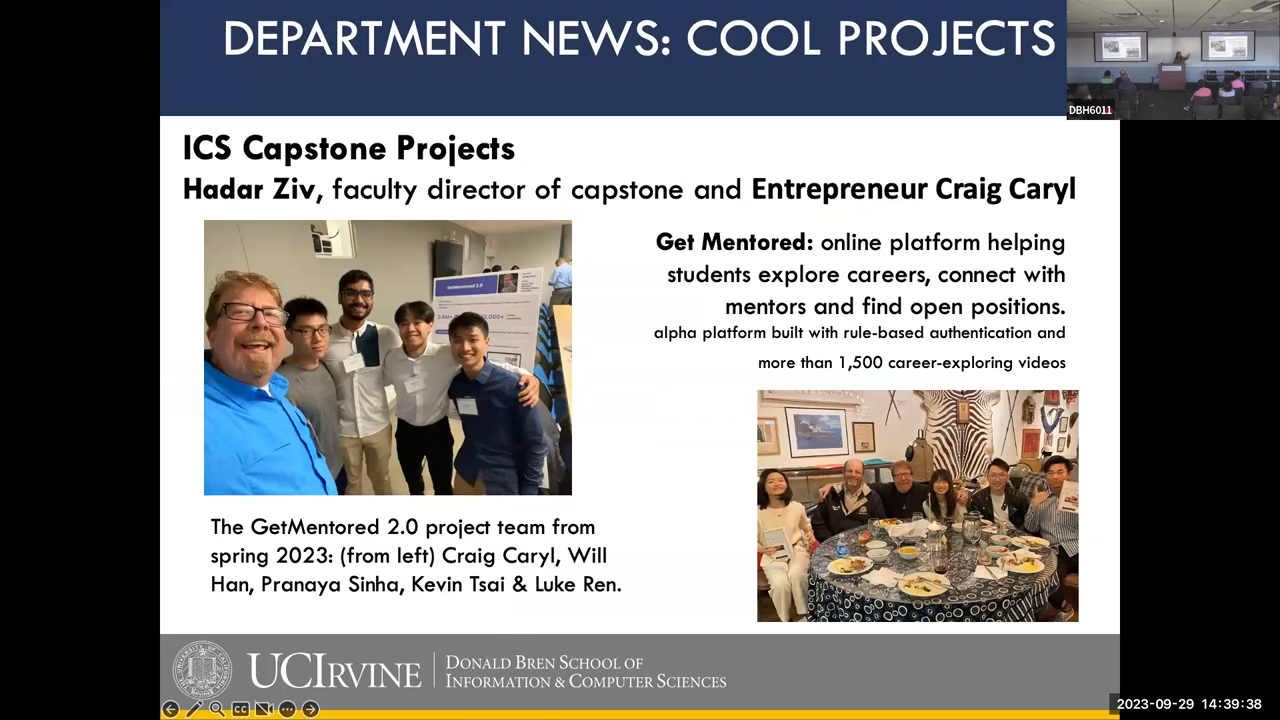 DEPARTMENT NEWS: COOL PROJECTS
DBH6011
ICS Capstone Projects
Hadar Ziv, faculty director of capstone and Entrepreneur Craig Caryl
Get Mentored: online platform helping
students explore careers, connect with
mentors and find open positions.
alpha platform built with rule-based authentication and
more than 1,500 career-exploring videos
GetMentored 2.0
The GetMentored 2.0 project team from
spring 2023: (from left) Craig Caryl, Will
Han, Pranaya Sinha, Kevin Tsai & Luke Ren.
UCIRVINE
DONALD BREN SCHOOL OF
INFORMATION & COMPUTER SCIENCES
CC
2023-09-29 14:39:38